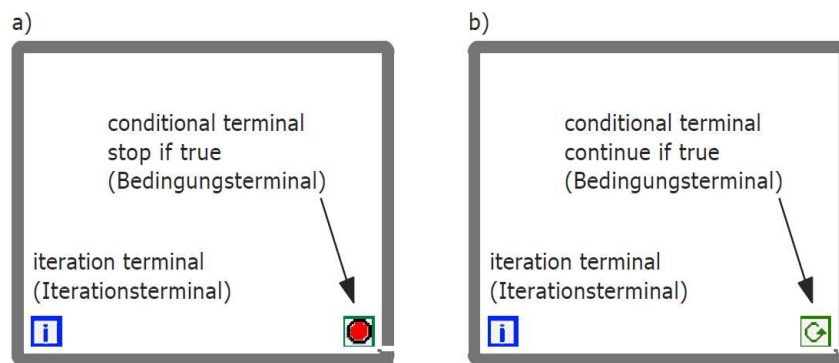 a)
conditional terminal
stop if true
(Bedingungsterminal)
iteration terminal
(Iterationsterminal)
i
b)
conditional terminal
continue if true
(Bedingungsterminal)
iteration terminal
(Iterationsterminal)
i